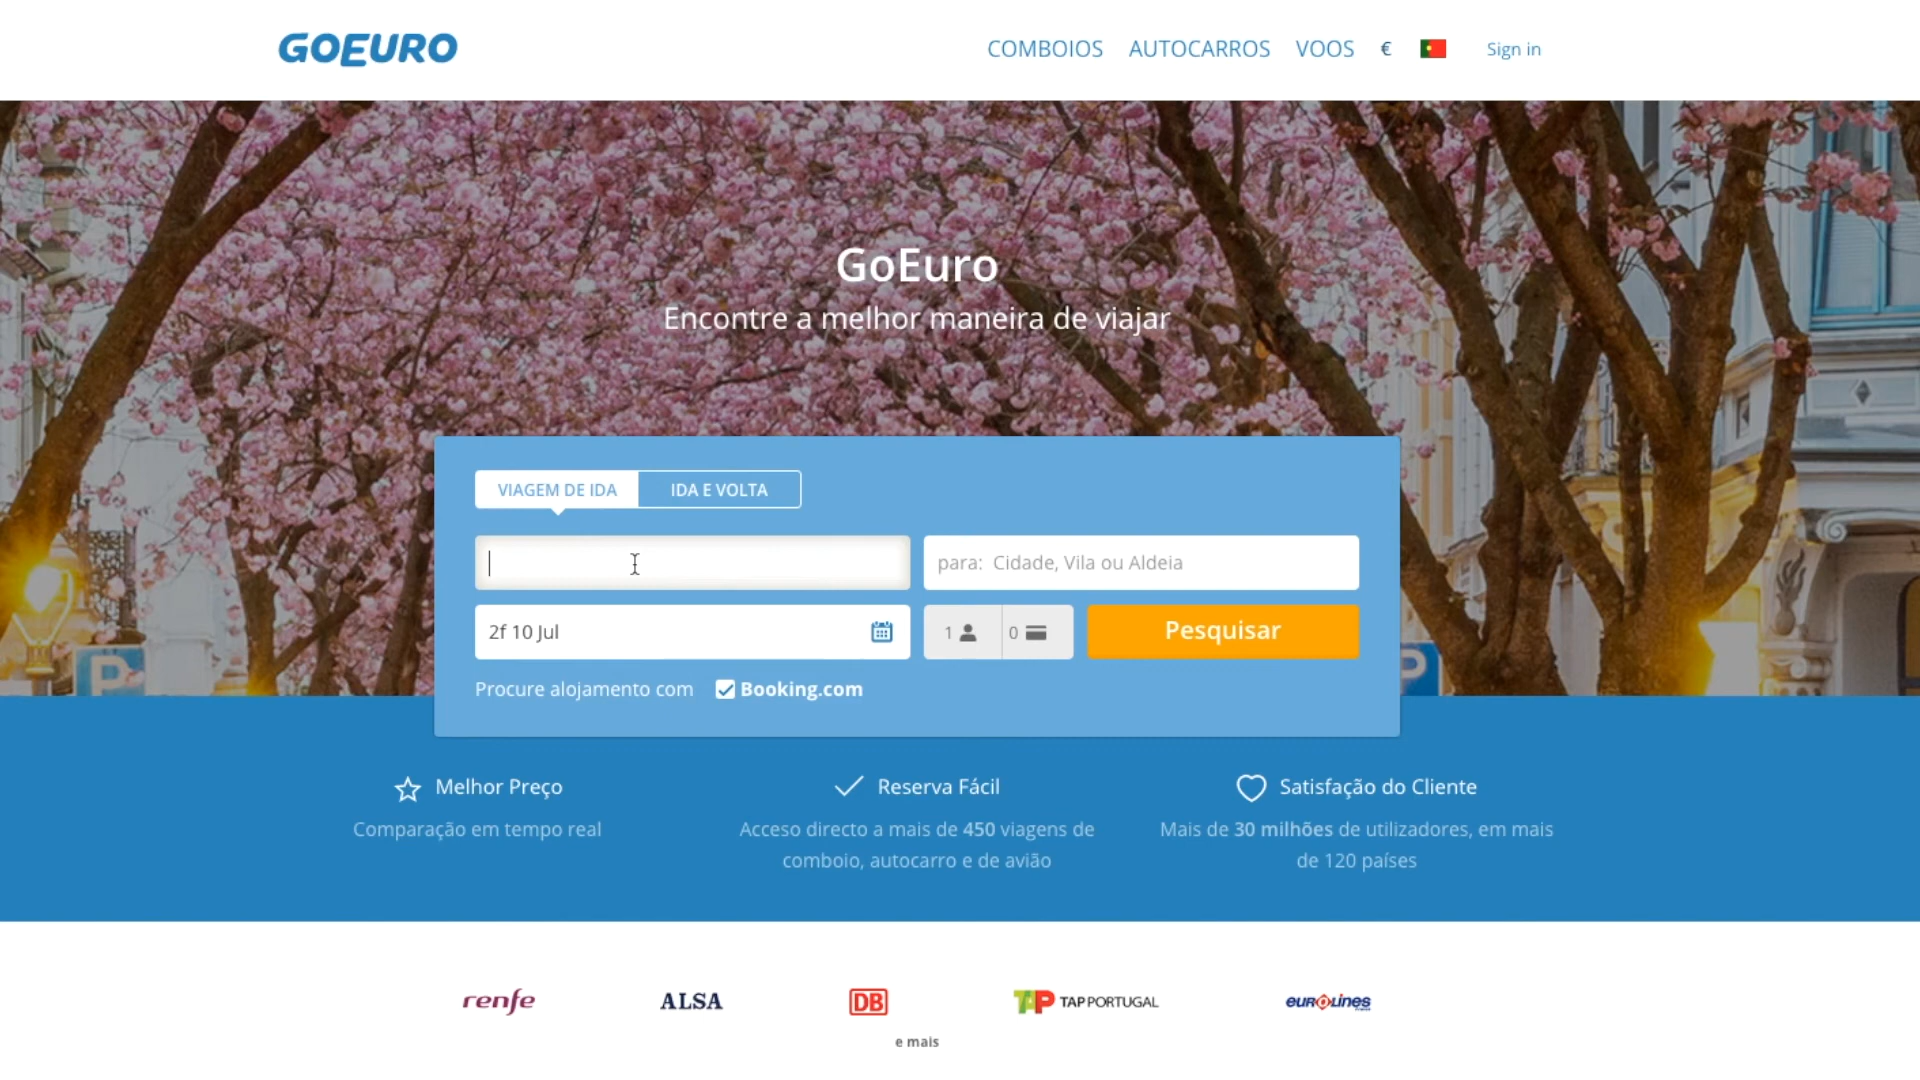 GOEURO
COMBOIOS AUTOCARROS VOOS € Sign in
GoEuro
Encontre a melhor maneira de viajar
VIAGEM DE IDA IDA E VOLTA
para: Cidade, Vila ou Aldeia
2f 10 Jul 1 0 Pesquisar
Procure alojamento com Booking.com
P P
Melhor Preço Reserva Fácil Satisfação do Cliente
Comparação em tempo real
Acceso directo a mais de 450 viagens de
comboio, autocarro e de avião
Mais de 30 milhões de utilizadores, em mais
de 120 países
renfe ALSA DB TAP TAP PORTUGAL EUROLINES
e mais